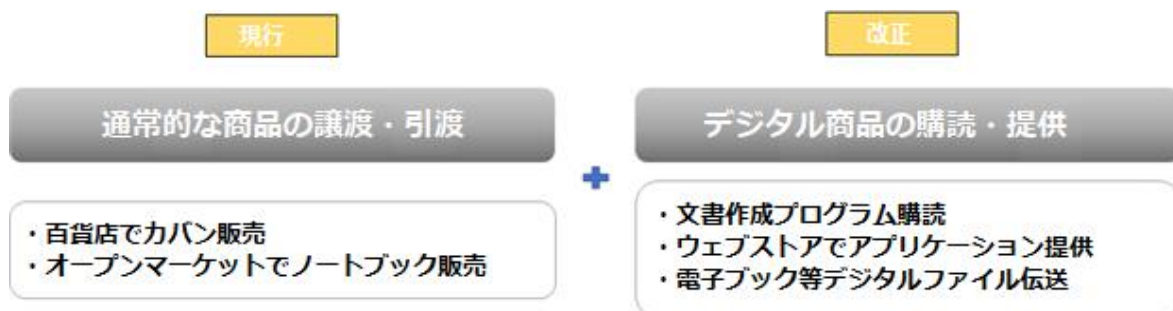 現行
改正
通常的な商品の譲渡・引渡
デジタル商品の購読・提供
・百貨店でカバン販売
・オープンマーケットでノートブック販売
・文書作成プログラム購読
・ウェブストアでアプリケーション提供
・電子ブック等デジタルファイル伝送